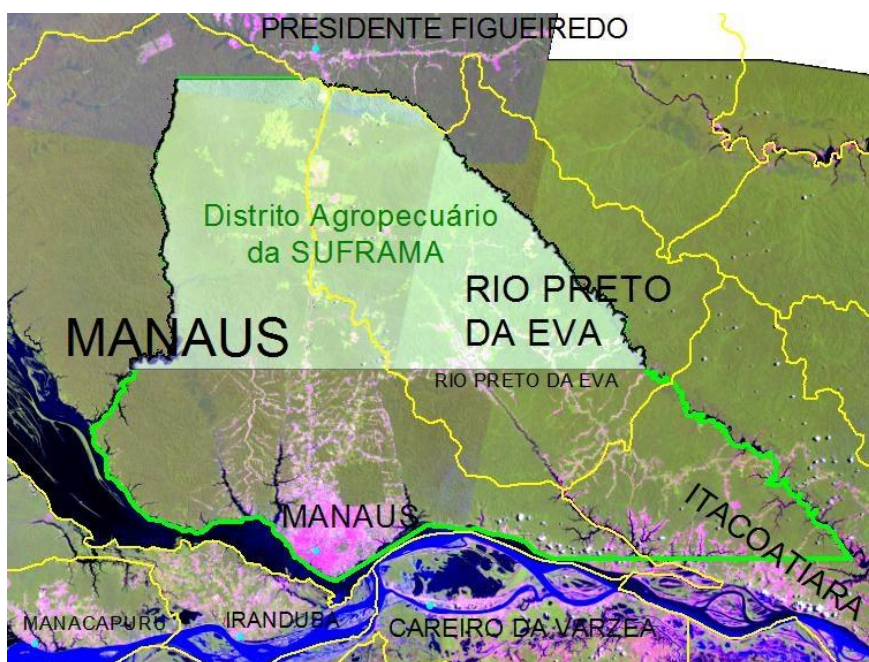 PRESIDENTE FIGUEIREDO
Distrito Agropecuário
da SUFRAMA
RIO PRETO
DA EVA
MANAUS
RIO PRETO DA EVA
MANAUS
ITACOATIARA
MANACAPURU
IRANDUBA
CAREIRO DA VARZEA